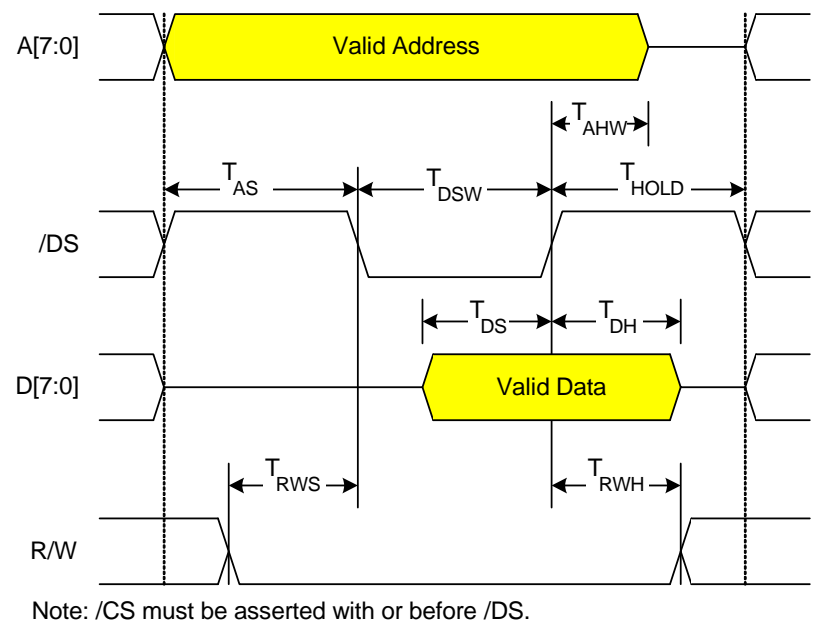 A[7:0]
Valid Address
TAHW
TAS
TDSW
THOLD
/DS
TDS
TDH
D[7:0]
Valid Data
TRWS
TRWH
R/W
Note: /CS must be asserted with or before /DS.